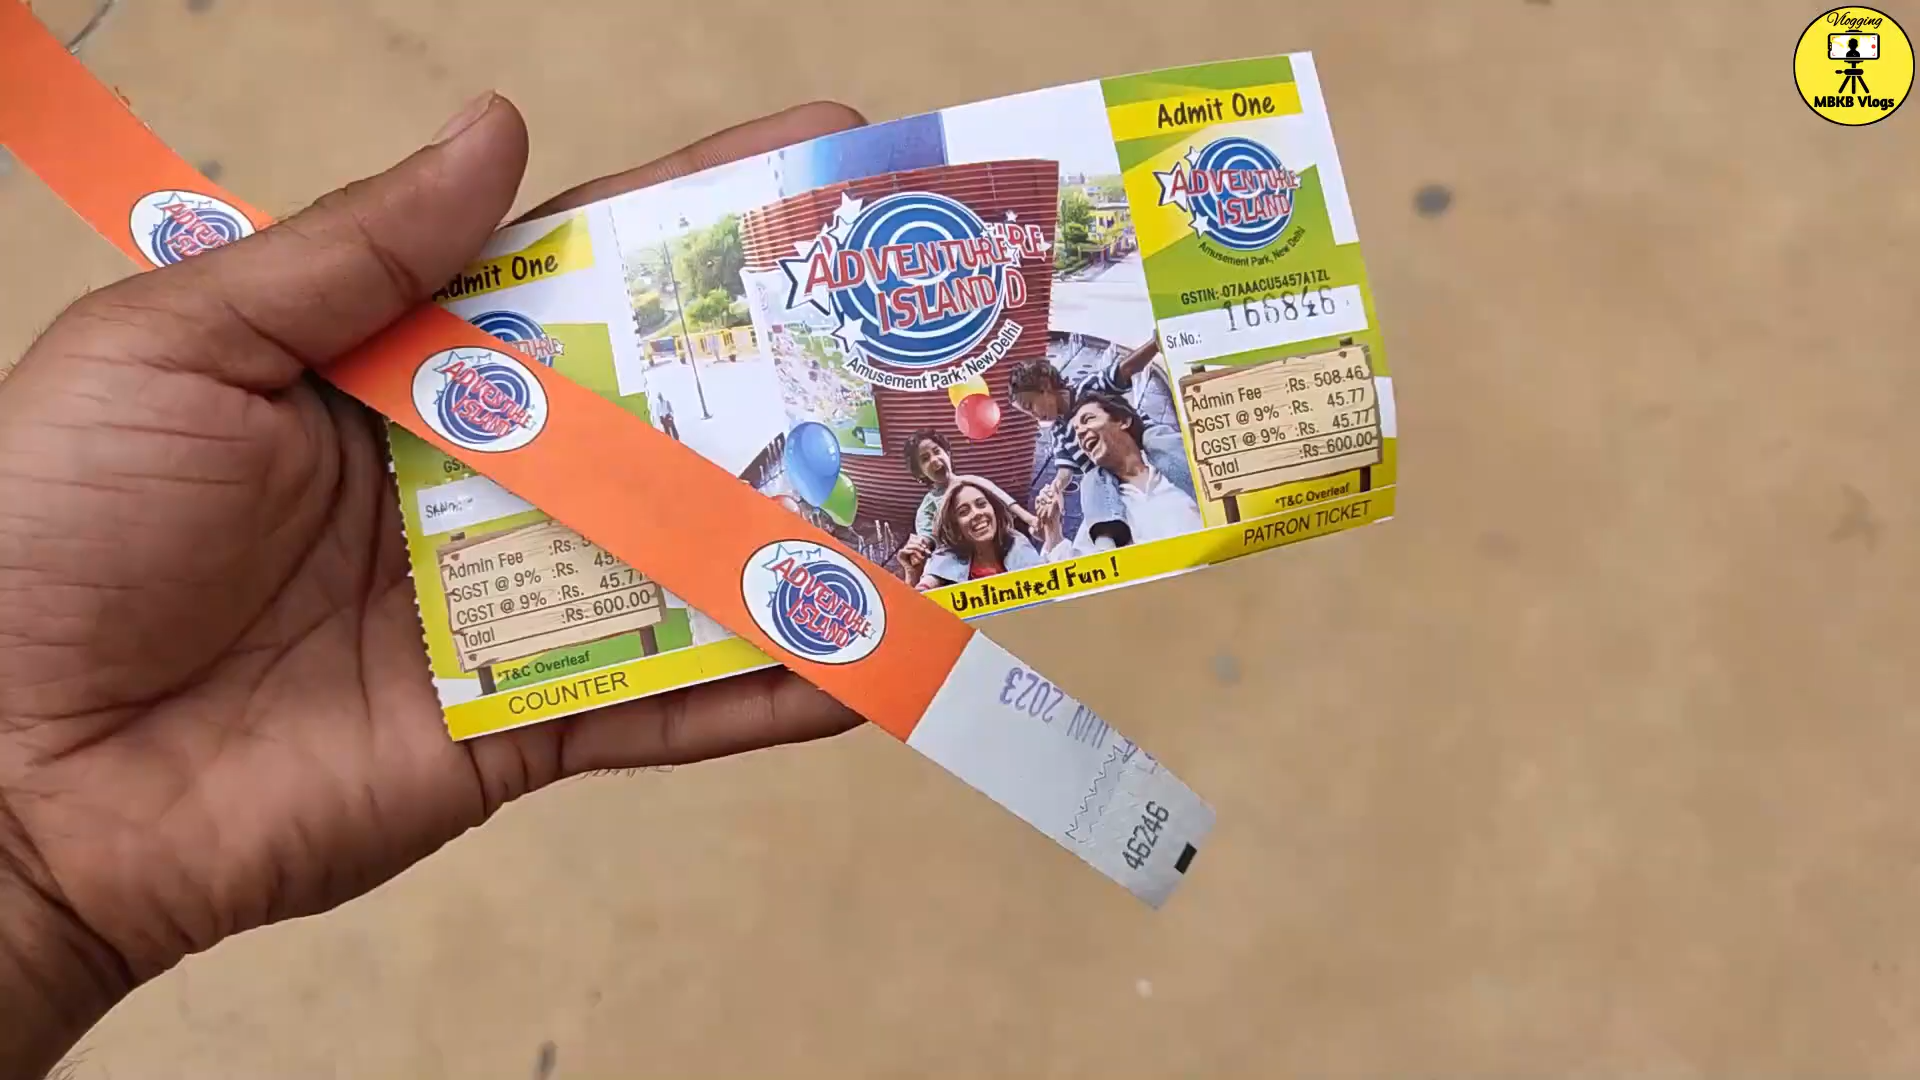 Vlogging
MBKB Vlogs
Admit One
ADVENTURE
ISLAND
Admit One
COUNTER
Admin Fee :Rs.
SGST @ 9% :Rs. 45.
CGST @ 9% :Rs. 45.77
Total :Rs. 600.00
*T&C Overleaf
ADVENTURE
ISLAND
Amusement Park, New Delhi
Unlimited Fun !
ADVENTURE
ISLAND
Amusement Park, New Delhi
GSTIN:-07AAACU5457A1ZL
Sr.No.: 166846
Admin Fee :Rs. 508.46
SGST @ 9% :Rs. 45.77
CGST @ 9% :Rs. 45.77
Total :Rs. 600.00
*T&C Overleaf
PATRON TICKET
ADVENTURE
ISLAND
ADVENTURE
ISLAND
JUN 2023
46246